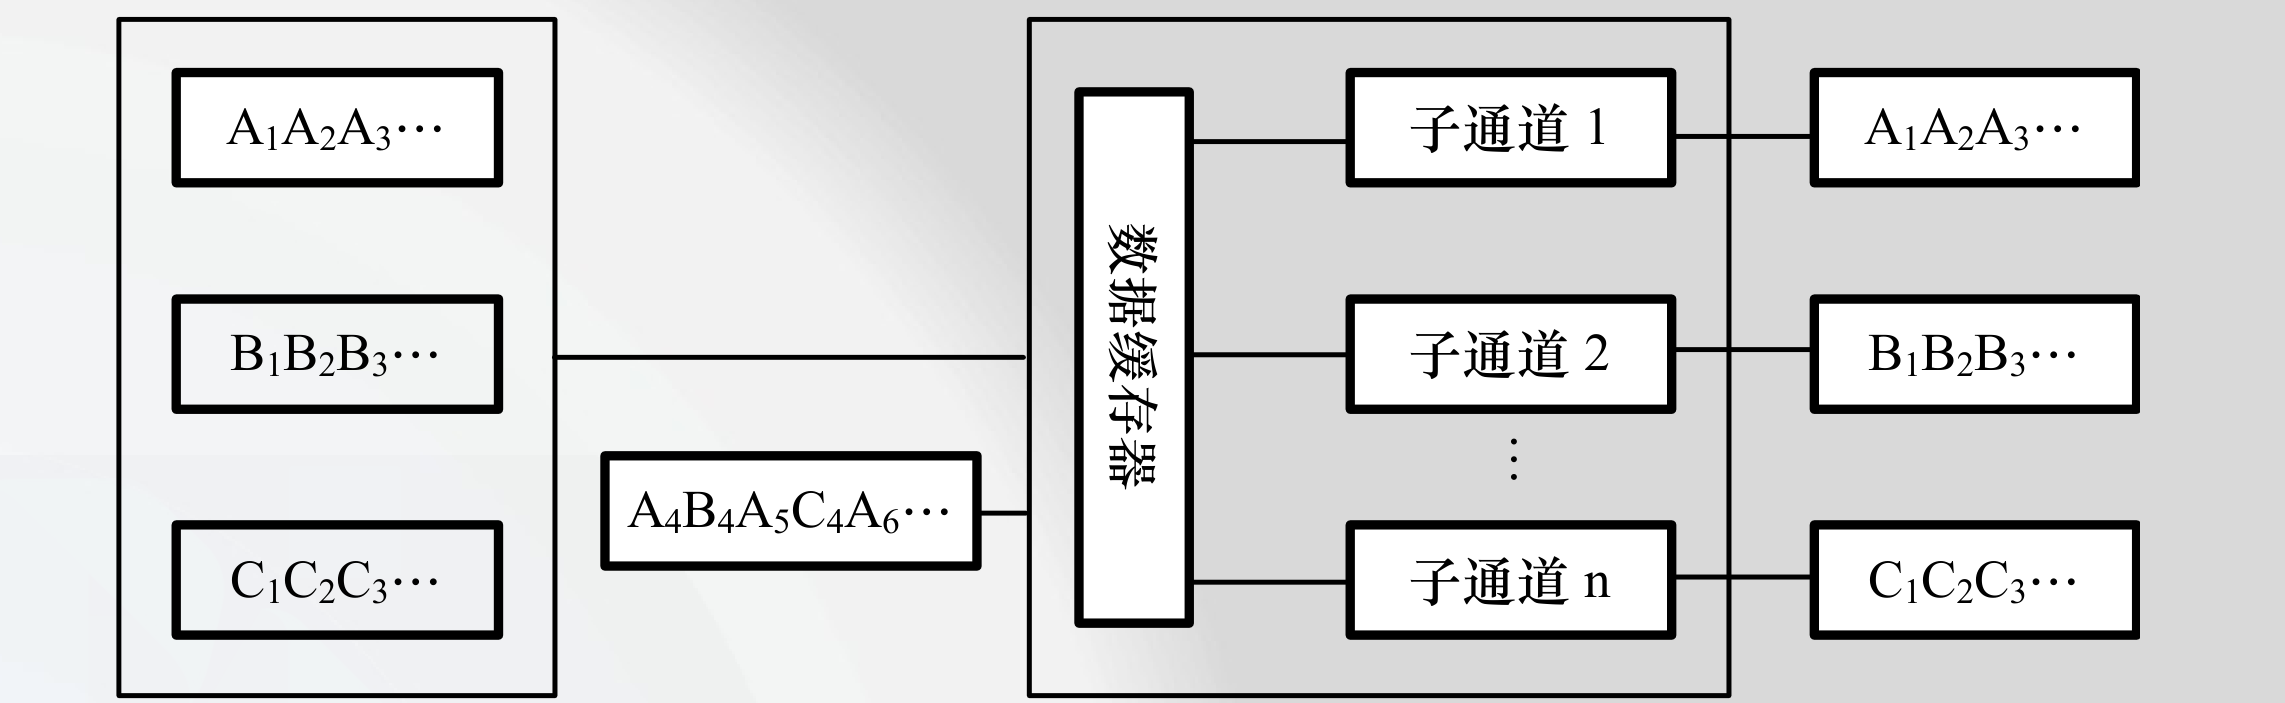 A₁A₂A₃⋯
B₁B₂B₃⋯
C₁C₂C₃⋯
A₄B₄A₅C₄A₆⋯
数据缓存器
子通道 1
子通道 2
⋮
子通道 n
A₁A₂A₃⋯
B₁B₂B₃⋯
C₁C₂C₃⋯